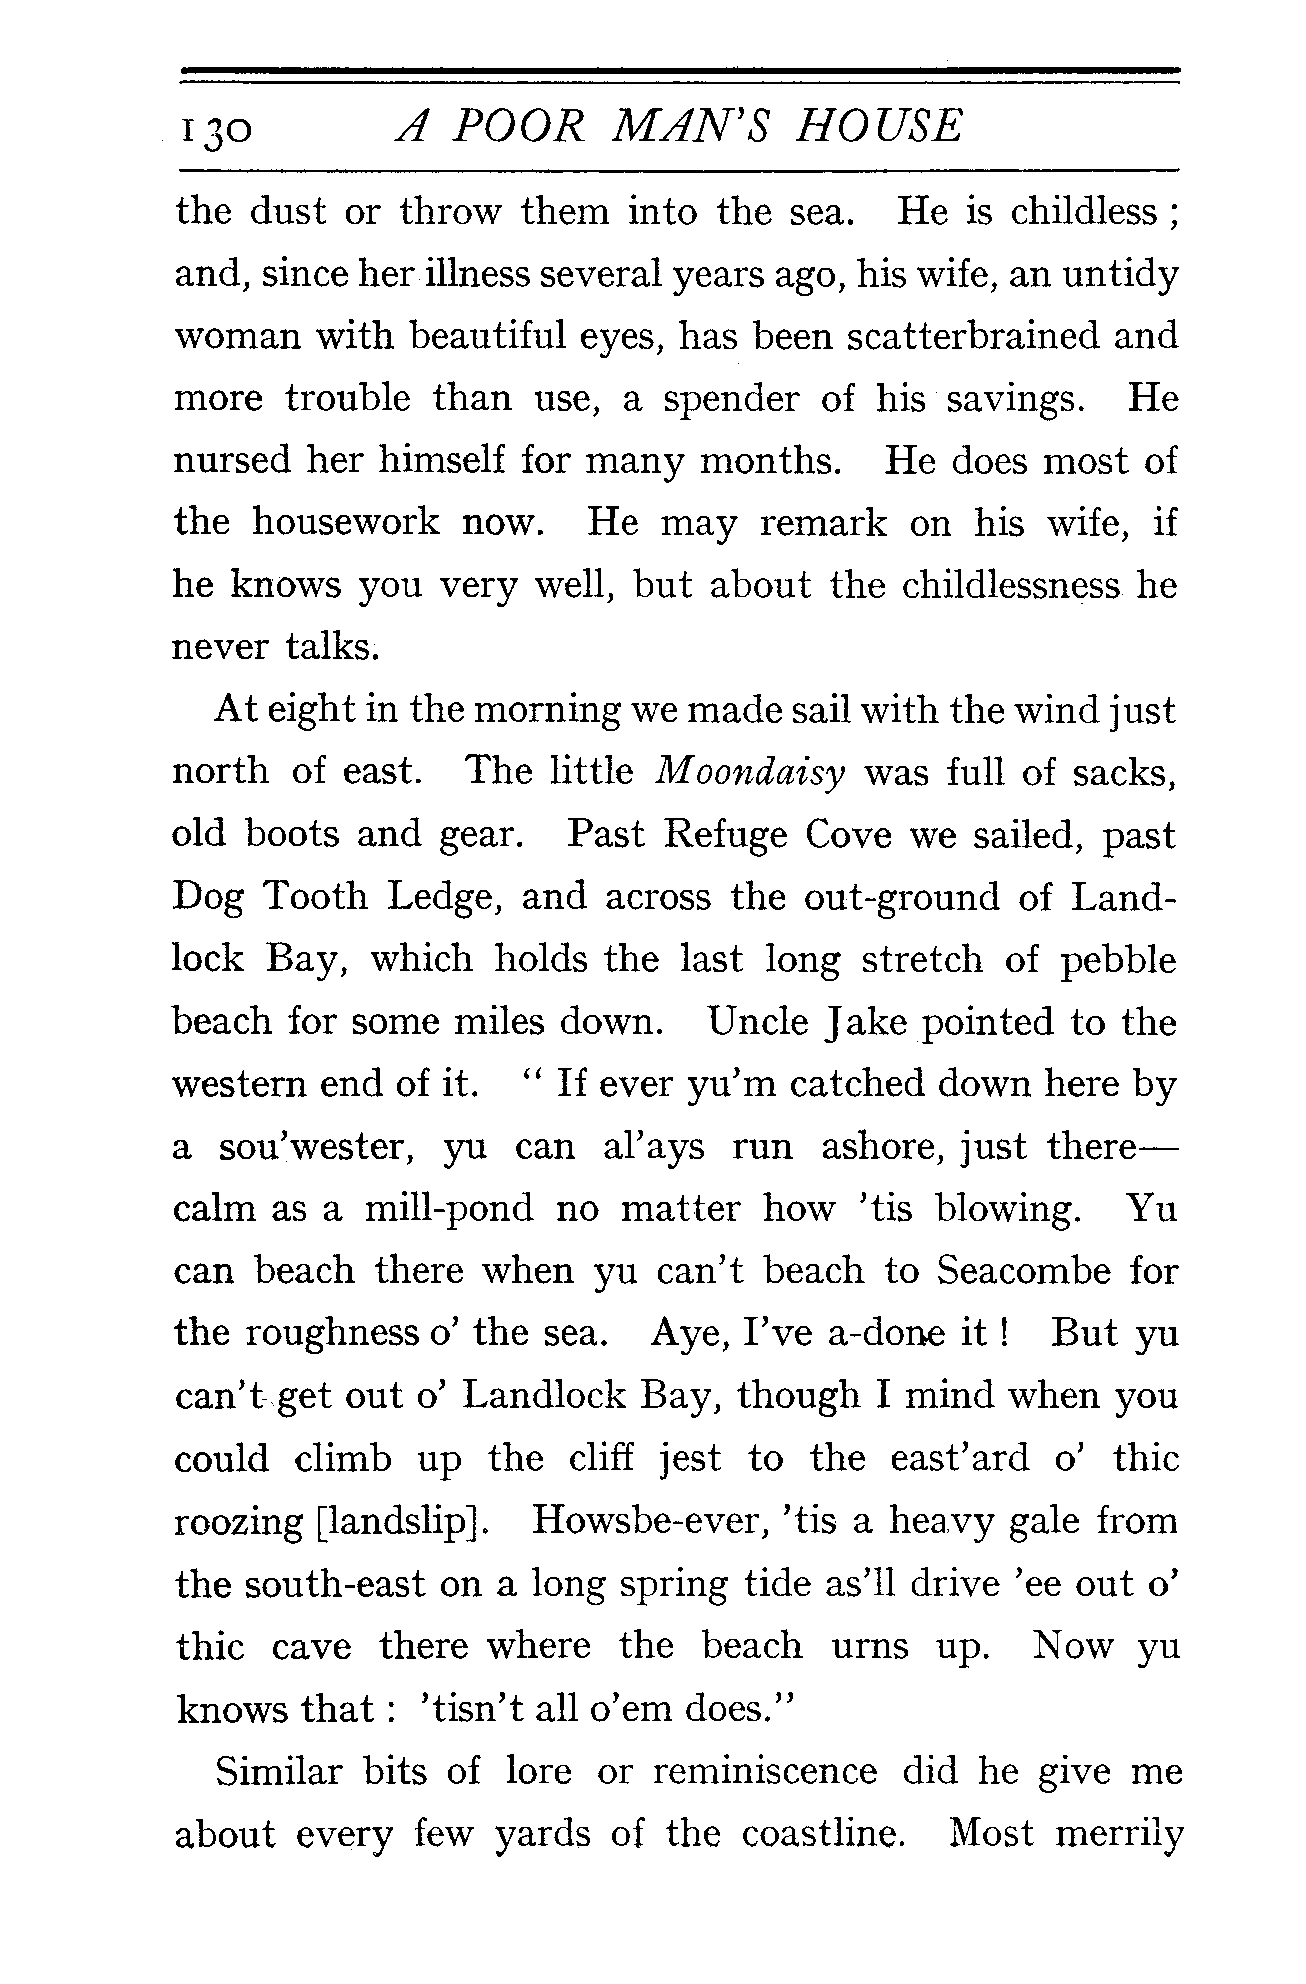 130 A POOR MAN'S HOUSE
the dust or throw them into the sea. He is childless ;
and, since her illness several years ago, his wife, an untidy
woman with beautiful eyes, has been scatterbrained and
more trouble than use, a spender of his savings. He
nursed her himself for many months. He does most of
the housework now. He may remark on his wife, if
he knows you very well, but about the childlessness he
never talks.
At eight in the morning we made sail with the wind just
north of east. The little Moondaisy was full of sacks,
old boots and gear. Past Refuge Cove we sailed, past
Dog Tooth Ledge, and across the out-ground of Land-
lock Bay, which holds the last long stretch of pebble
beach for some miles down. Uncle Jake pointed to the
western end of it. “ If ever yu’m catched down here by
a sou’wester, yu can al’ays run ashore, just there—
calm as a mill-pond no matter how ’tis blowing. Yu
can beach there when yu can’t beach to Seacombe for
the roughness o’ the sea. Aye, I’ve a-done it ! But yu
can’t get out o’ Landlock Bay, though I mind when you
could climb up the cliff jest to the east’ard o’ thic
roozing [landslip]. Howsbe-ever, ’tis a heavy gale from
the south-east on a long spring tide as’ll drive ’ee out o’
thic cave there where the beach urns up. Now yu
knows that : ’tisn’t all o’em does.”
Similar bits of lore or reminiscence did he give me
about every few yards of the coastline. Most merrily